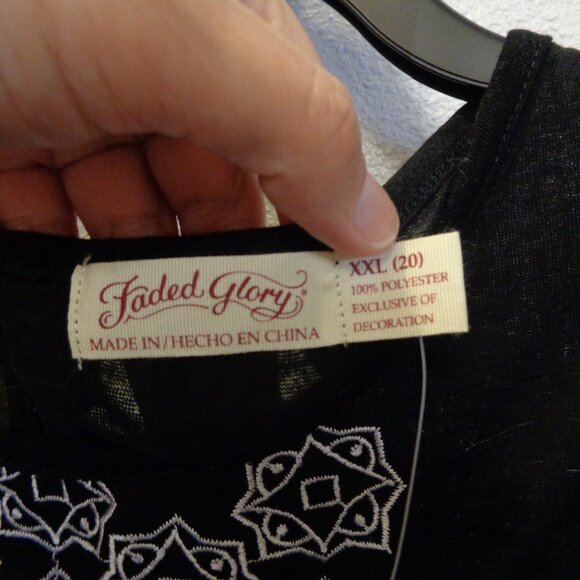 Faded Glory®
MADE IN/HECHO EN CHINA
XXL (20)
100% POLYESTER
EXCLUSIVE OF
DECORATION